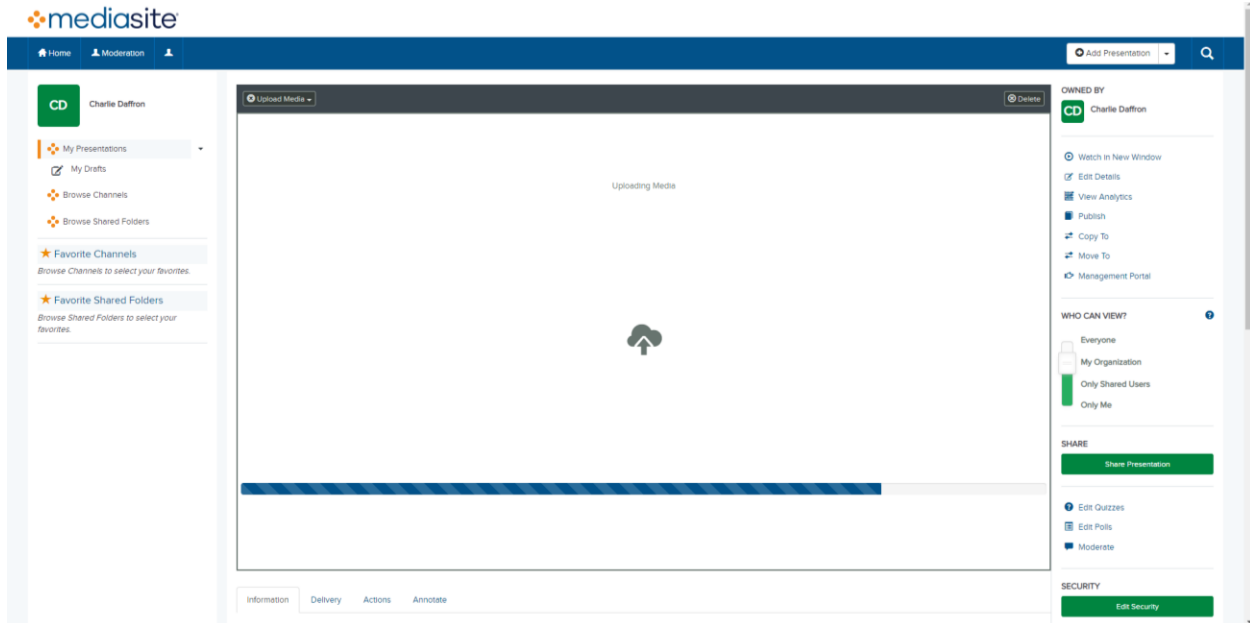 mediasite
Home Moderation
Add Presentation
CD Charlie Daffron
My Presentations
My Drafts
Browse Channels
Browse Shared Folders
Favorite Channels
Browse Channels to select your favorites.
Favorite Shared Folders
Browse Shared Folders to select your
favorites.
Upload Media
Delete
Uploading Media
Information Delivery Actions Annotate
OWNED BY
CD Charlie Daffron
Watch in New Window
Edit Details
View Analytics
Publish
Copy To
Move To
Management Portal
WHO CAN VIEW?
Everyone
My Organization
Only Shared Users
Only Me
SHARE
Share Presentation
Edit Quizzes
Edit Polls
Moderate
SECURITY
Edit Security